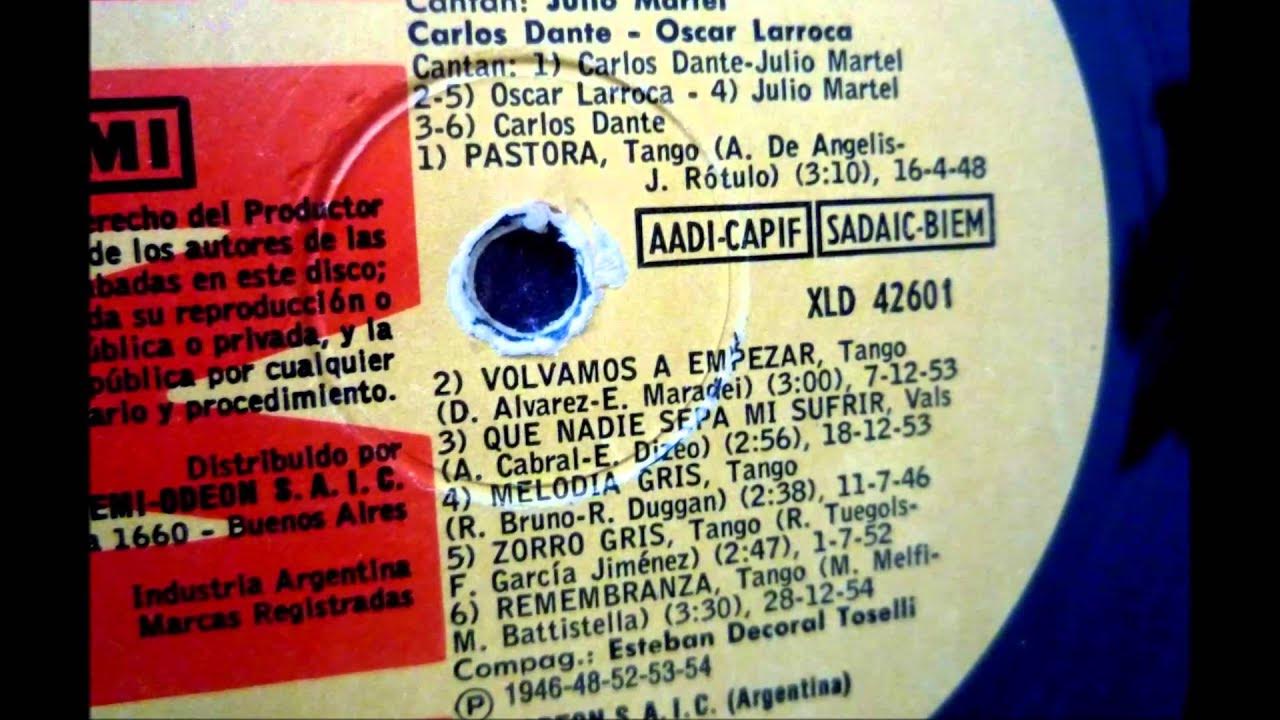 Cantan: Julio Martel
Carlos Dante - Oscar Larroca
Cantan: 1) Carlos Dante-Julio Martel
2-5) Oscar Larroca - 4) Julio Martel
3-6) Carlos Dante
1) PASTORA, Tango (A. De Angelis-
J. Rótulo) (3:10), 16-4-48
AADI-CAPIF SADAIC-BIEM
XLD 42601
2) VOLVAMOS A EMPEZAR, Tango
(D. Alvarez-E. Maradei) (3:00), 7-12-53
3) QUE NADIE SEPA MI SUFRIR, Vals
(A. Cabral-E. Dizeo) (2:56), 18-12-53
4) MELODIA GRIS, Tango
(R. Bruno-R. Duggan) (2:38), 11-7-46
5) ZORRO GRIS, Tango (R. Tuegols-
F. García Jiménez) (2:47), 1-7-52
6) REMEMBRANZA, Tango (M. Melfi-
M. Battistella) (3:30), 28-12-54
Compag.: Esteban Decoral Toselli
Ⓟ 1946-48-52-53-54
ODEON S.A.I.C. (Argentina)
MI
erecho del Productor
de los autores de las
abadas en este disco;
da su reproducción o
ública o privada, y la
pública por cualquier
ario y procedimiento.
Distribuido por
EMI-ODEON S.A.I.C.
a 1660 - Buenos Aires
Industria Argentina
Marcas Registradas